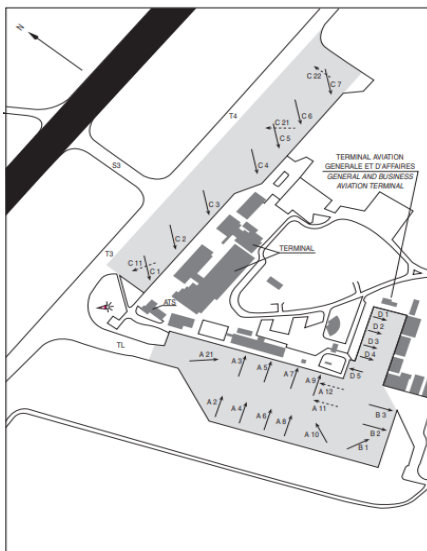 N
C 22
C 7
T4
C 6
C 21
C 5
S3
C 4
TERMINAL AVIATION
GENERALE ET D'AFFAIRES
GENERAL AND BUSINESS
AVIATION TERMINAL
C 3
C 2
TERMINAL
T3
C 11
C 1
ATS
D 1
D 2
TL
D 3
A 21
A 3
D 4
A 5
A 7
A 9
D 5
A 12
A 2
A 4
A 11
B 3
A 6
A 8
A 10
B 2
B 1